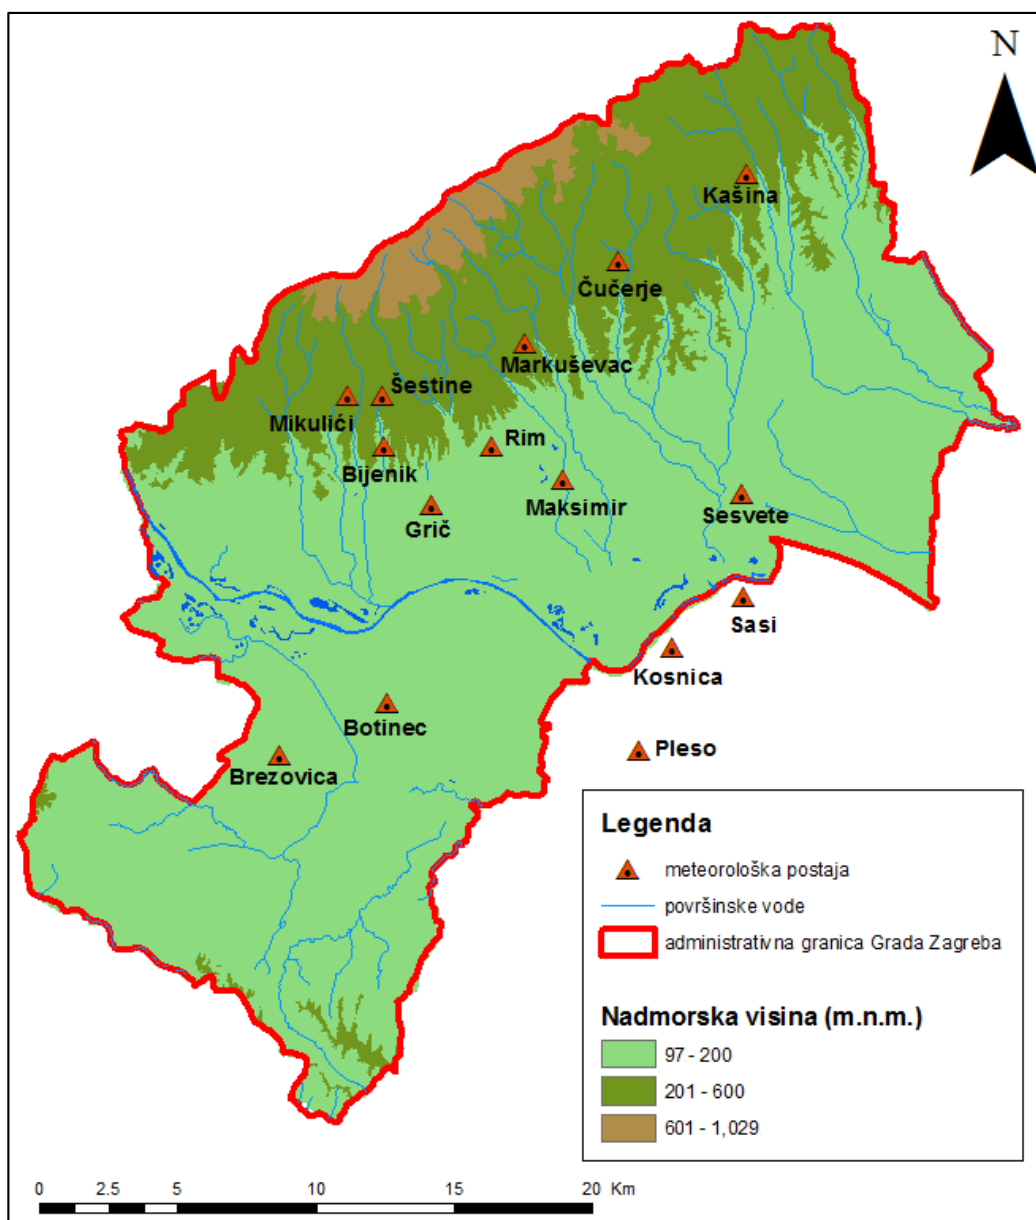 N
Kašina
Čučerje
Markuševac
Šestine
Mikulići
Rim
Bijenik
Maksimir
Sesvete
Grič
Sasi
Kosnica
Botinec
Pleso
Brezovica
Legenda
meteorološka postaja
površinske vode
administrativna granica Grada Zagreba
Nadmorska visina (m.n.m.)
97 - 200
201 - 600
601 - 1,029
0 2.5 5 10 15 20 Km